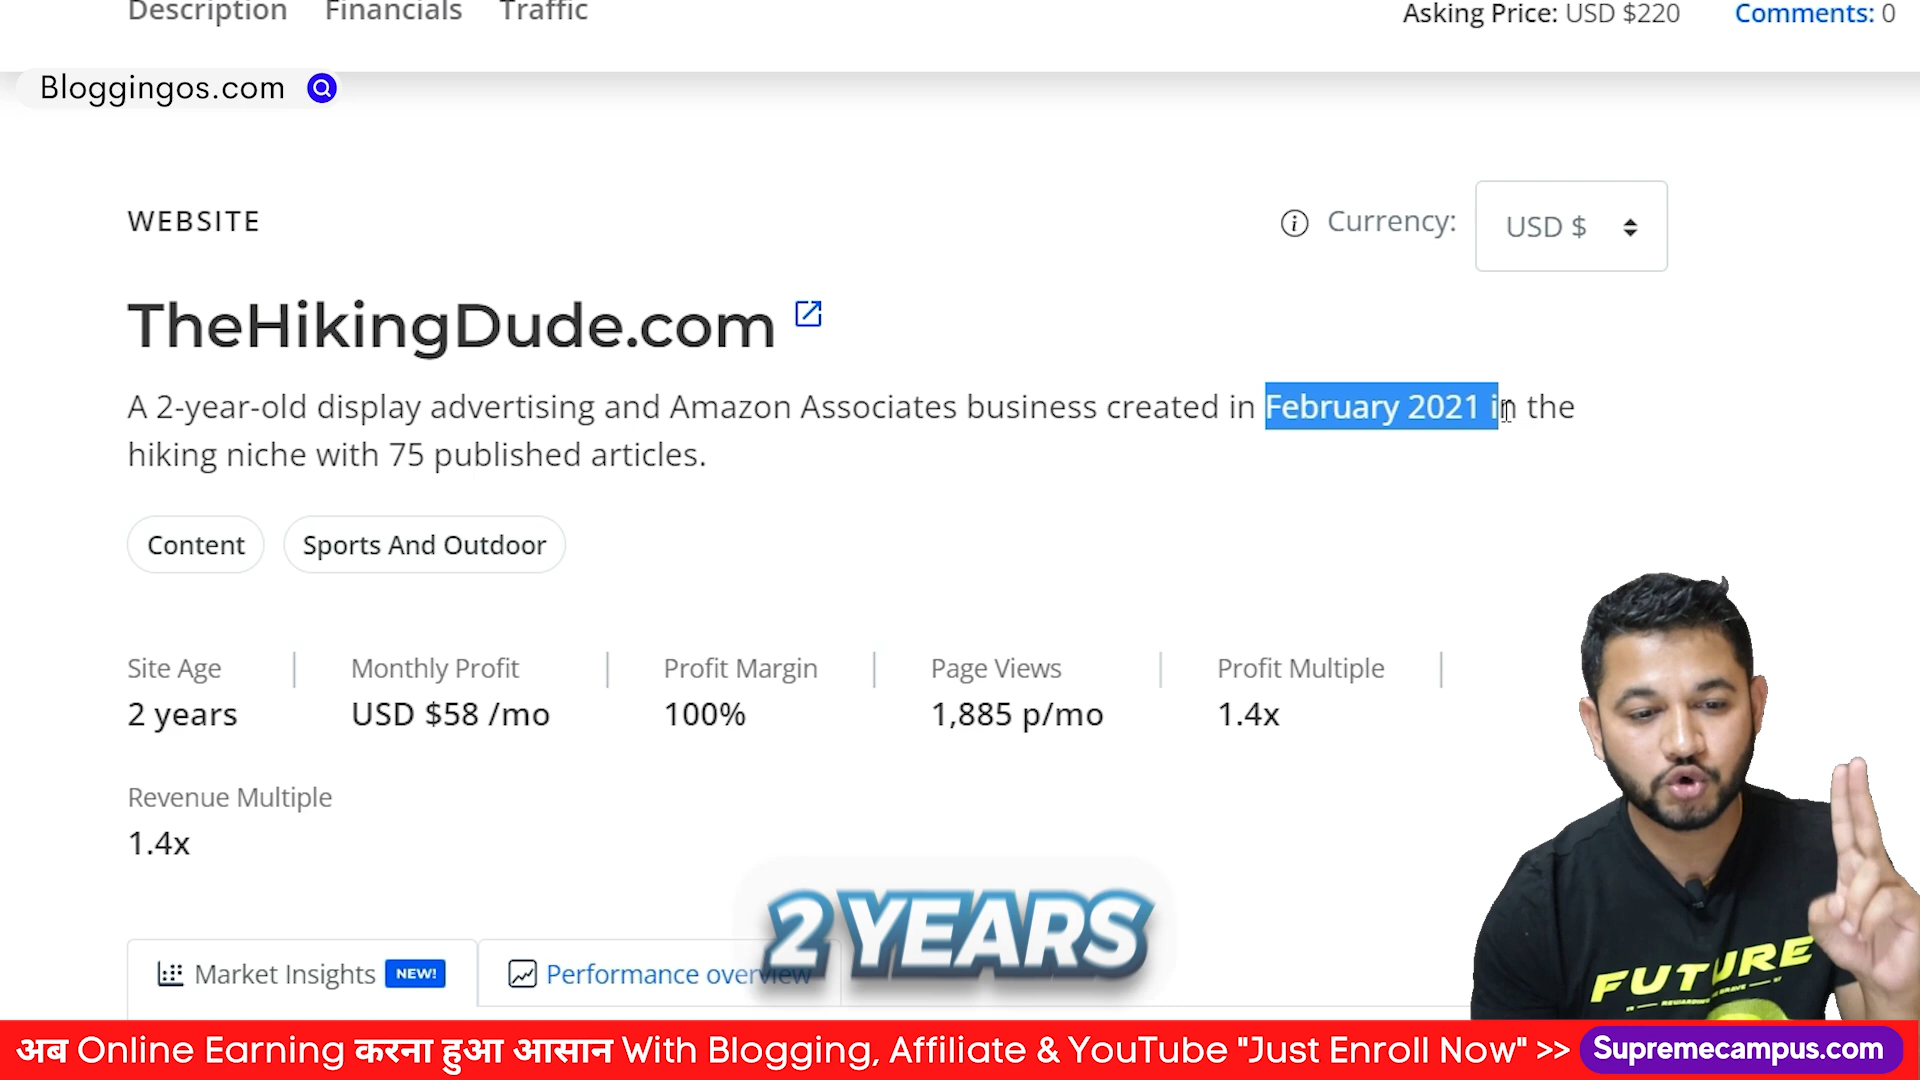 Description Financials Traffic
Asking Price: USD $220 Comments: 0
Bloggingos.com
WEBSITE
Currency: USD $
TheHikingDude.com
A 2-year-old display advertising and Amazon Associates business created in February 2021 in the
hiking niche with 75 published articles.
Content Sports And Outdoor
Site Age Monthly Profit Profit Margin Page Views Profit Multiple
2 years USD $58 /mo 100% 1,885 p/mo 1.4x
Revenue Multiple
1.4x
2 YEARS
Market Insights NEW! Performance overview
FUTURE
अब Online Earning करना हुआ आसान With Blogging, Affiliate & YouTube "Just Enroll Now" >> Supremecampus.com